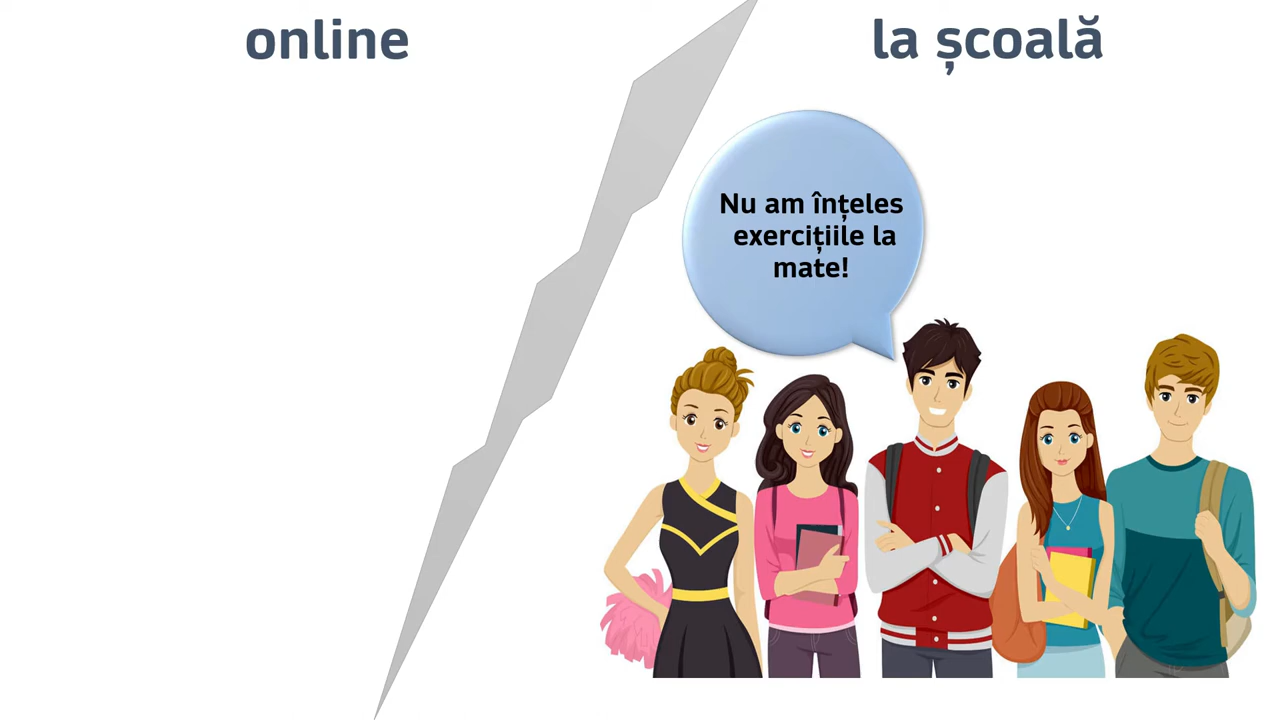 online
la școală
Nu am înțeles
exercițiile la
mate!